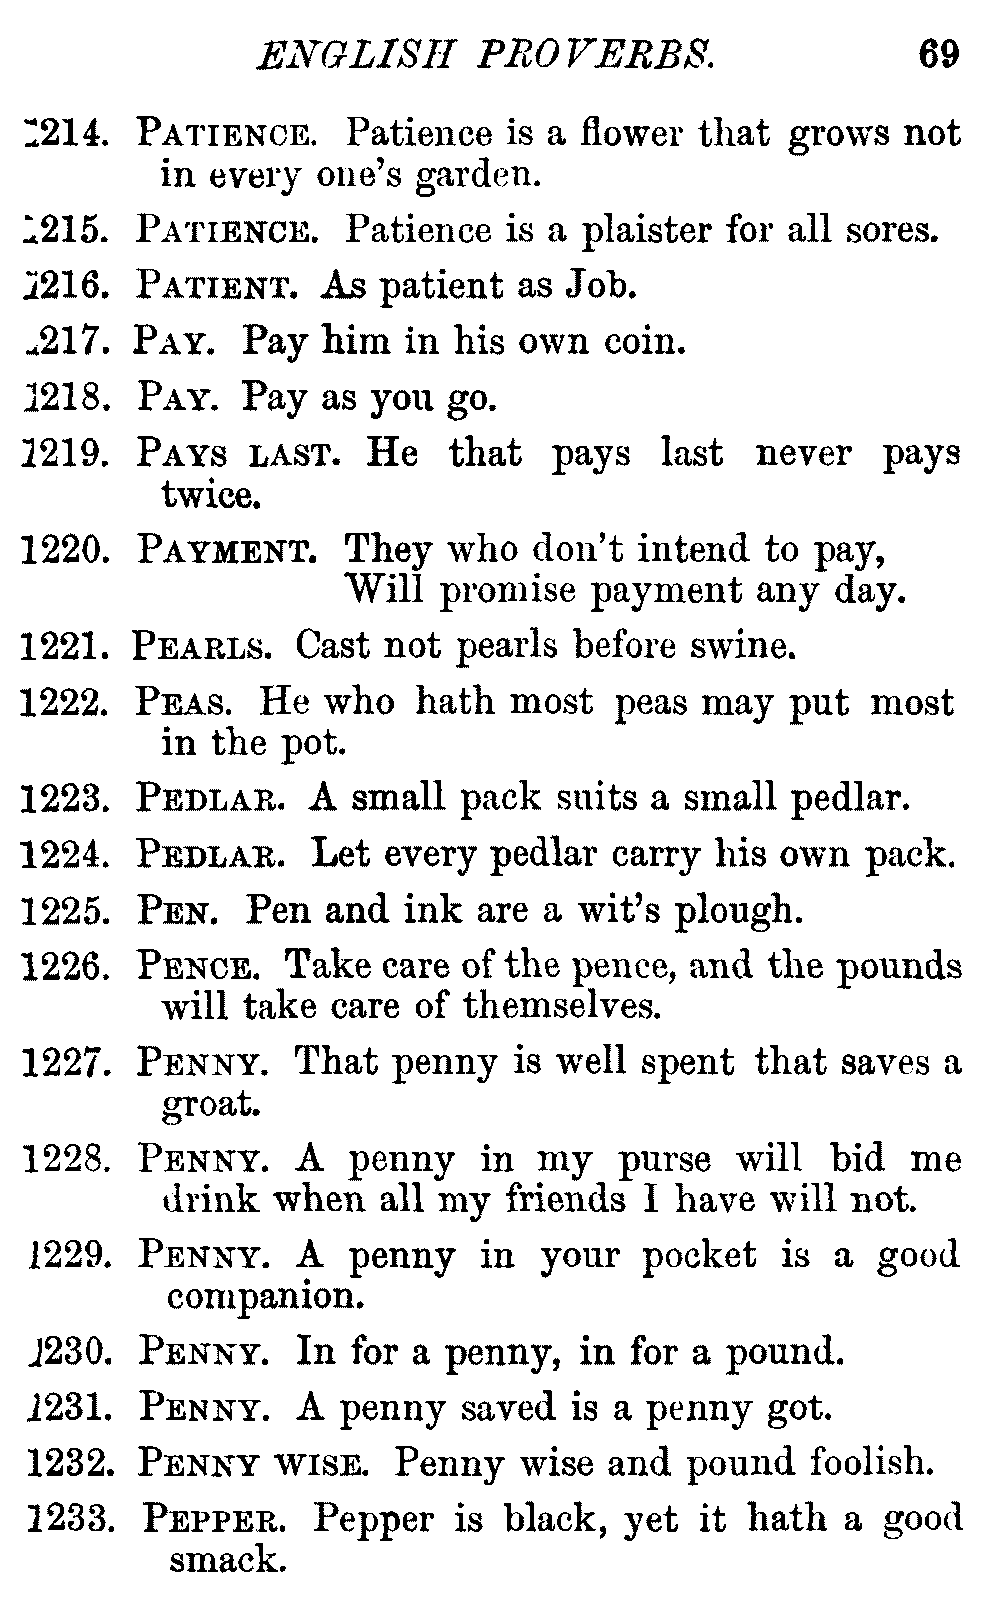 ENGLISH PROVERBS. 69
1214. PATIENCE. Patience is a flower that grows not
in every one's garden.
1215. PATIENCE. Patience is a plaister for all sores.
1216. PATIENT. As patient as Job.
1217. PAY. Pay him in his own coin.
1218. PAY. Pay as you go.
1219. PAYS LAST. He that pays last never pays
twice.
1220. PAYMENT. They who don't intend to pay,
Will promise payment any day.
1221. PEARLS. Cast not pearls before swine.
1222. PEAS. He who hath most peas may put most
in the pot.
1223. PEDLAR. A small pack suits a small pedlar.
1224. PEDLAR. Let every pedlar carry his own pack.
1225. PEN. Pen and ink are a wit's plough.
1226. PENCE. Take care of the pence, and the pounds
will take care of themselves.
1227. PENNY. That penny is well spent that saves a
groat.
1228. PENNY. A penny in my purse will bid me
drink when all my friends I have will not.
1229. PENNY. A penny in your pocket is a good
companion.
1230. PENNY. In for a penny, in for a pound.
1231. PENNY. A penny saved is a penny got.
1232. PENNY WISE. Penny wise and pound foolish.
1233. PEPPER. Pepper is black, yet it hath a good
smack.